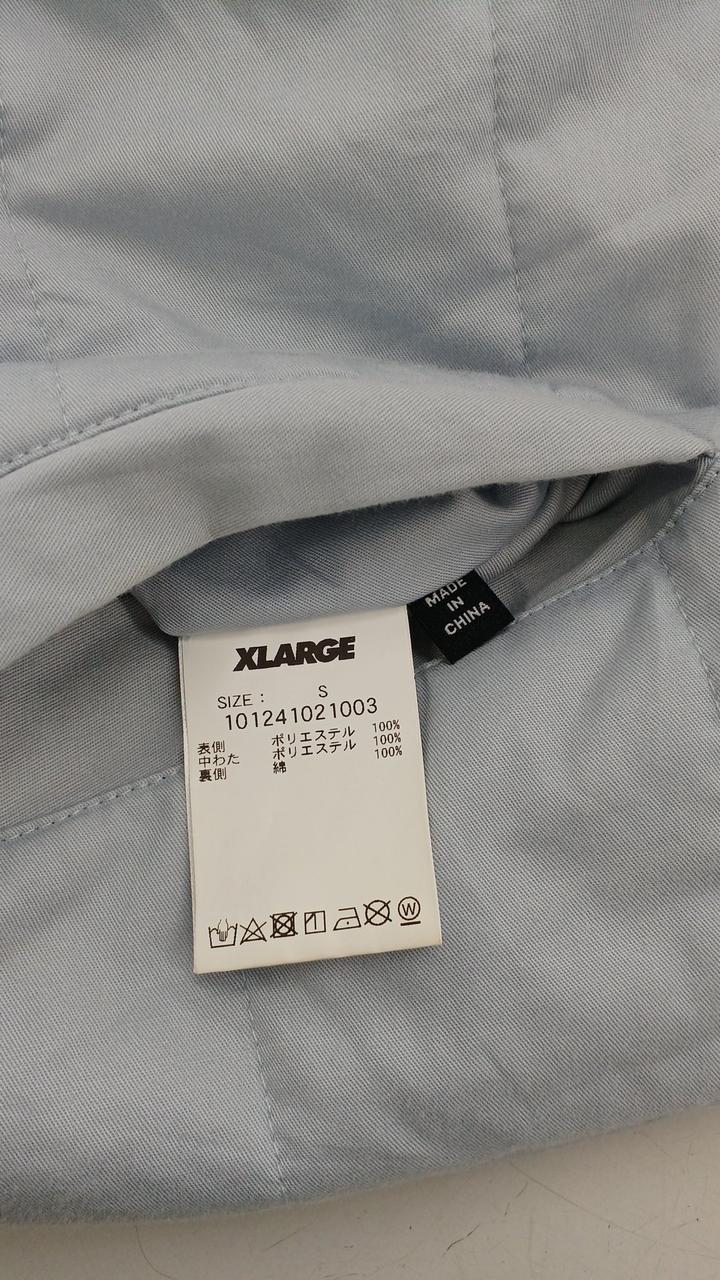 MADE
IN
CHINA
XLARGE
SIZE : S
101241021003
表側 ポリエステル 100%
中わた ポリエステル 100%
裏側 綿 100%
W